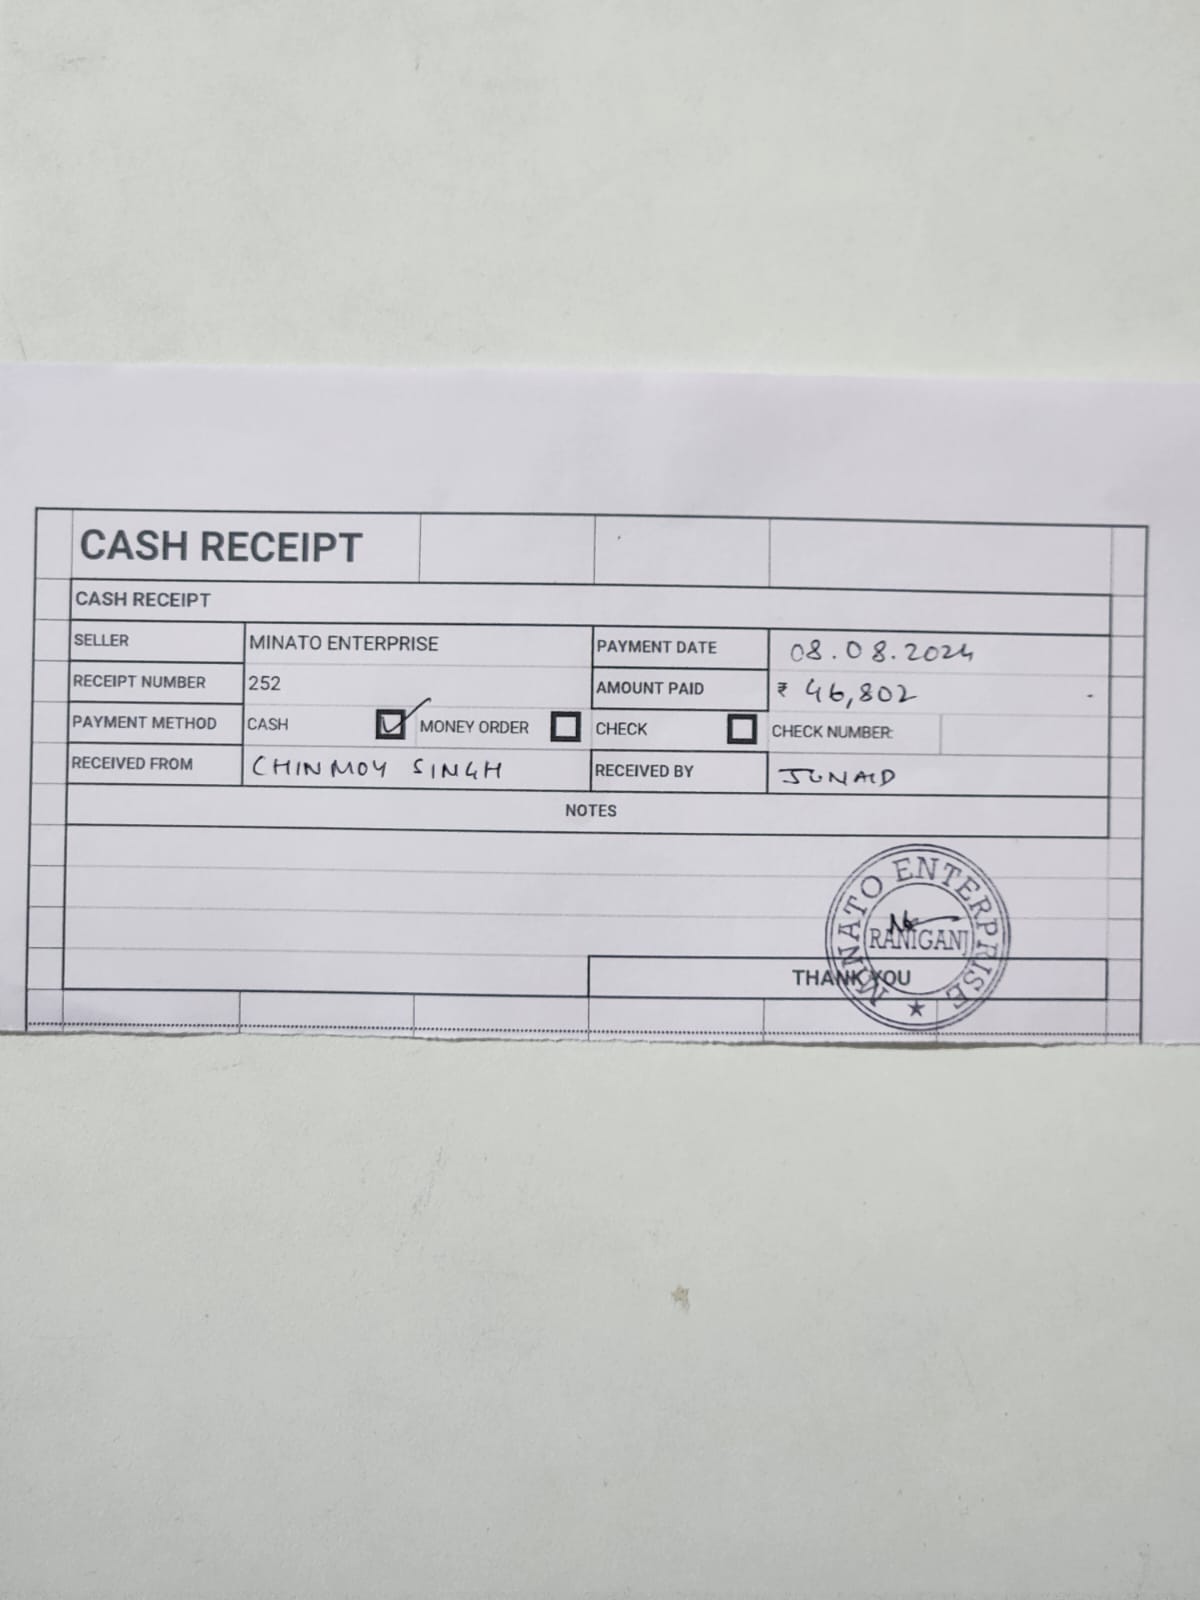 CASH RECEIPT
CASH RECEIPT
SELLER MINATO ENTERPRISE PAYMENT DATE 08.08.2024
RECEIPT NUMBER 252 AMOUNT PAID ₹ 46,802
PAYMENT METHOD CASH MONEY ORDER CHECK CHECK NUMBER:
RECEIVED FROM CHINMOY SINGH RECEIVED BY JUNAID
NOTES
MINATO ENTERPRISE
RANIGANJ
THANK YOU